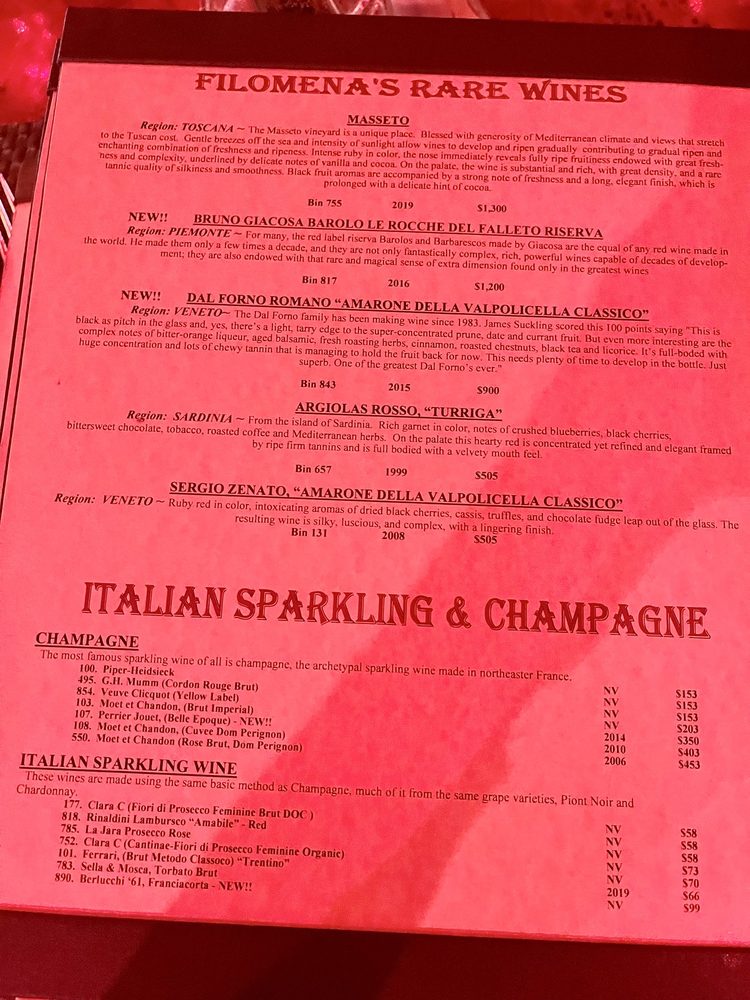 FILOMENA'S RARE WINES
MASSETO
Region: TOSCANA ~ The Masseto vineyard is a unique place. Blessed with generosity of Mediterranean climate and views that stretch
to the Tuscan cost. Gentle breezes off the sea and intensity of sunlight allow vines to develop and ripen gradually contributing to gradual ripen and
enchanting combination of freshness and ripeness. Intense ruby in color, the nose immediately reveals fully ripe fruitiness endowed with great fresh-
ness and complexity, underlined by delicate notes of vanilla and cocoa. On the palate, the wine is substantial and rich, with great density, and a rare
tannic quality of silkiness and smoothness. Black fruit aromas are accompanied by a strong note of freshness and a long, elegant finish, which is
prolonged with a delicate hint of cocoa.
Bin 755 2019 $1,300
NEW!! BRUNO GIACOSA BAROLO LE ROCCHE DEL FALLETO RISERVA
Region: PIEMONTE ~ For many, the red label riserva Barolos and Barbarescos made by Giacosa are the equal of any red wine made in
the world. He made them only a few times a decade, and they are not only fantastically complex, rich, powerful wines capable of decades of develop-
ment; they are also endowed with that rare and magical sense of extra dimension found only in the greatest wines
Bin 817 2016 $1,200
NEW!! DAL FORNO ROMANO "AMARONE DELLA VALPOLICELLA CLASSICO"
Region: VENETO~ The Dal Forno family has been making wine since 1983. James Suckling scored this 100 points saying "This is
black as pitch in the glass and, yes, there's a light, tarry edge to the super-concentrated prune, date and currant fruit. But even more interesting are the
complex notes of bitter-orange liqueur, aged balsamic, fresh roasting herbs, cinnamon, roasted chestnuts, black tea and licorice. It's full-boded with
huge concentration and lots of chewy tannin that is managing to hold the fruit back for now. This needs plenty of time to develop in the bottle. Just
superb. One of the greatest Dal Forno's ever."
Bin 843 2015 $900
ARGIOLAS ROSSO, "TURRIGA"
Region: SARDINIA ~ From the island of Sardinia. Rich garnet in color, notes of crushed blueberries, black cherries,
bittersweet chocolate, tobacco, roasted coffee and Mediterranean herbs. On the palate this hearty red is concentrated yet refined and elegant framed
by ripe firm tannins and is full bodied with a velvety mouth feel.
Bin 657 1999 $505
SERGIO ZENATO, "AMARONE DELLA VALPOLICELLA CLASSICO"
Region: VENETO ~ Ruby red in color, intoxicating aromas of dried black cherries, cassis, truffles, and chocolate fudge leap out of the glass. The
resulting wine is silky, luscious, and complex, with a lingering finish.
Bin 131 2008 $505
ITALIAN SPARKLING & CHAMPAGNE
CHAMPAGNE
The most famous sparkling wine of all is champagne, the archetypal sparkling wine made in northeaster France.
100. Piper-Heidsieck NV $153
495. G.H. Mumm (Cordon Rouge Brut) NV $153
854. Veuve Clicquot (Yellow Label) NV $153
103. Moet et Chandon, (Brut Imperial) NV $203
107. Perrier Jouet, (Belle Epoque) - NEW!! 2014 $350
108. Moet et Chandon, (Cuvee Dom Perignon) 2010 $403
550. Moet et Chandon (Rose Brut, Dom Perignon) 2006 $453
ITALIAN SPARKLING WINE
These wines are made using the same basic method as Champagne, much of it from the same grape varieties, Piont Noir and
Chardonnay.
177. Clara C (Fiori di Prosecco Feminine Brut DOC ) NV $58
818. Rinaldini Lambursco "Amabile" - Red NV $58
785. La Jara Prosecco Rose NV $58
752. Clara C (Cantinae-Fiori di Prosecco Feminine Organic) NV $73
101. Ferrari, (Brut Metodo Classoco) "Trentino" NV $70
783. Sella & Mosca, Torbato Brut 2019 $66
890. Berlucchi '61, Franciacorta - NEW!! NV $99